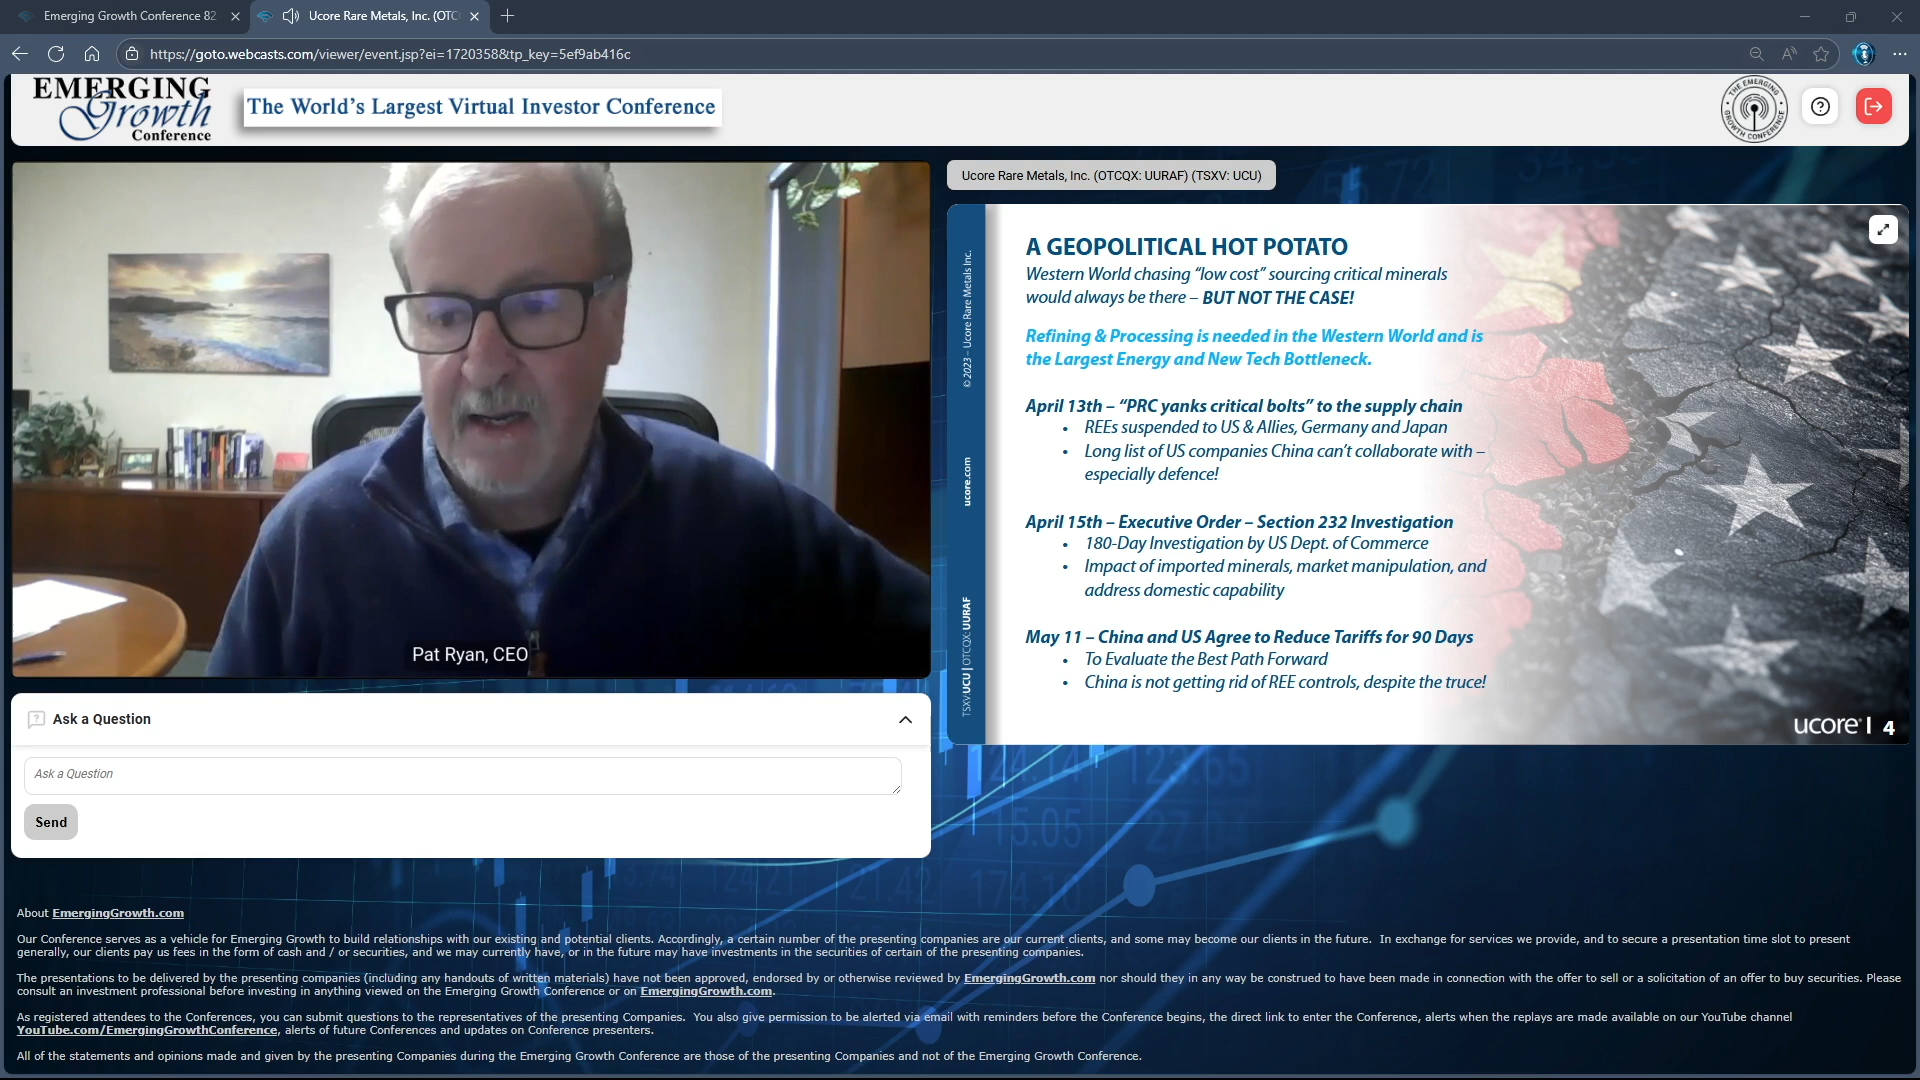 Emerging Growth Conference 82
Ucore Rare Metals, Inc. (OTC
https://goto.webcasts.com/viewer/event.jsp?ei=1720358&tp_key=5ef9ab416c
EMERGING
Growth
Conference
The World's Largest Virtual Investor Conference
THE EMERGING GROWTH CONFERENCE
Ucore Rare Metals, Inc. (OTCQX: UURAF) (TSXV: UCU)
Pat Ryan, CEO
© 2023 – Ucore Rare Metals Inc.
ucore.com
TSXV:UCU | OTCQX: UURAF
A GEOPOLITICAL HOT POTATO
Western World chasing “low cost” sourcing critical minerals
would always be there – BUT NOT THE CASE!
Refining & Processing is needed in the Western World and is
the Largest Energy and New Tech Bottleneck.
April 13th – “PRC yanks critical bolts” to the supply chain
• REEs suspended to US & Allies, Germany and Japan
• Long list of US companies China can’t collaborate with –
especially defence!
April 15th – Executive Order – Section 232 Investigation
• 180-Day Investigation by US Dept. of Commerce
• Impact of imported minerals, market manipulation, and
address domestic capability
May 11 – China and US Agree to Reduce Tariffs for 90 Days
• To Evaluate the Best Path Forward
• China is not getting rid of REE controls, despite the truce!
ucore | 4
Ask a Question
Ask a Question
Send
About EmergingGrowth.com
Our Conference serves as a vehicle for Emerging Growth to build relationships with our existing and potential clients. Accordingly, a certain number of the presenting companies are our current clients, and some may become our clients in the future.  In exchange for services we provide, and to secure a presentation time slot to present
generally, our clients pay us fees in the form of cash and / or securities, and we may currently have, or in the future may have investments in the securities of certain of the presenting companies.
The presentations to be delivered by the presenting companies (including any handouts of written materials) have not been approved, endorsed by or otherwise reviewed by EmergingGrowth.com nor should they in any way be construed to have been made in connection with the offer to sell or a solicitation of an offer to buy securities. Please
consult an investment professional before investing in anything viewed on the Emerging Growth Conference or on EmergingGrowth.com.
As registered attendees to the Conferences, you can submit questions to the representatives of the presenting Companies.  You also give permission to be alerted via email with reminders before the Conference begins, the direct link to enter the Conference, alerts when the replays are made available on our YouTube channel
YouTube.com/EmergingGrowthConference, alerts of future Conferences and updates on Conference presenters.
All of the statements and opinions made and given by the presenting Companies during the Emerging Growth Conference are those of the presenting Companies and not of the Emerging Growth Conference.